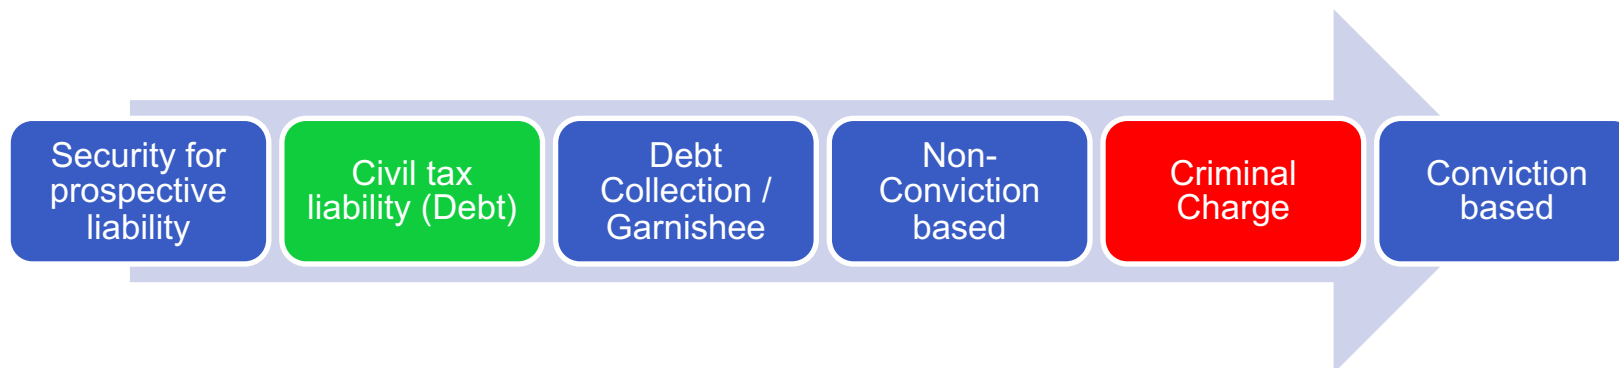 Security for
prospective
liability
Civil tax
liability (Debt)
Debt
Collection /
Garnishee
Non-
Conviction
based
Criminal
Charge
Conviction
based